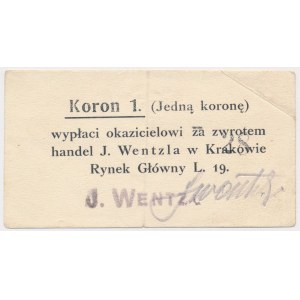 Koron 1. (Jedną koronę)
wypłaci okazicielowi za zwrotem
handel J. Wentzla w Krakowie
Rynek Główny L. 19.
J. WENTZL